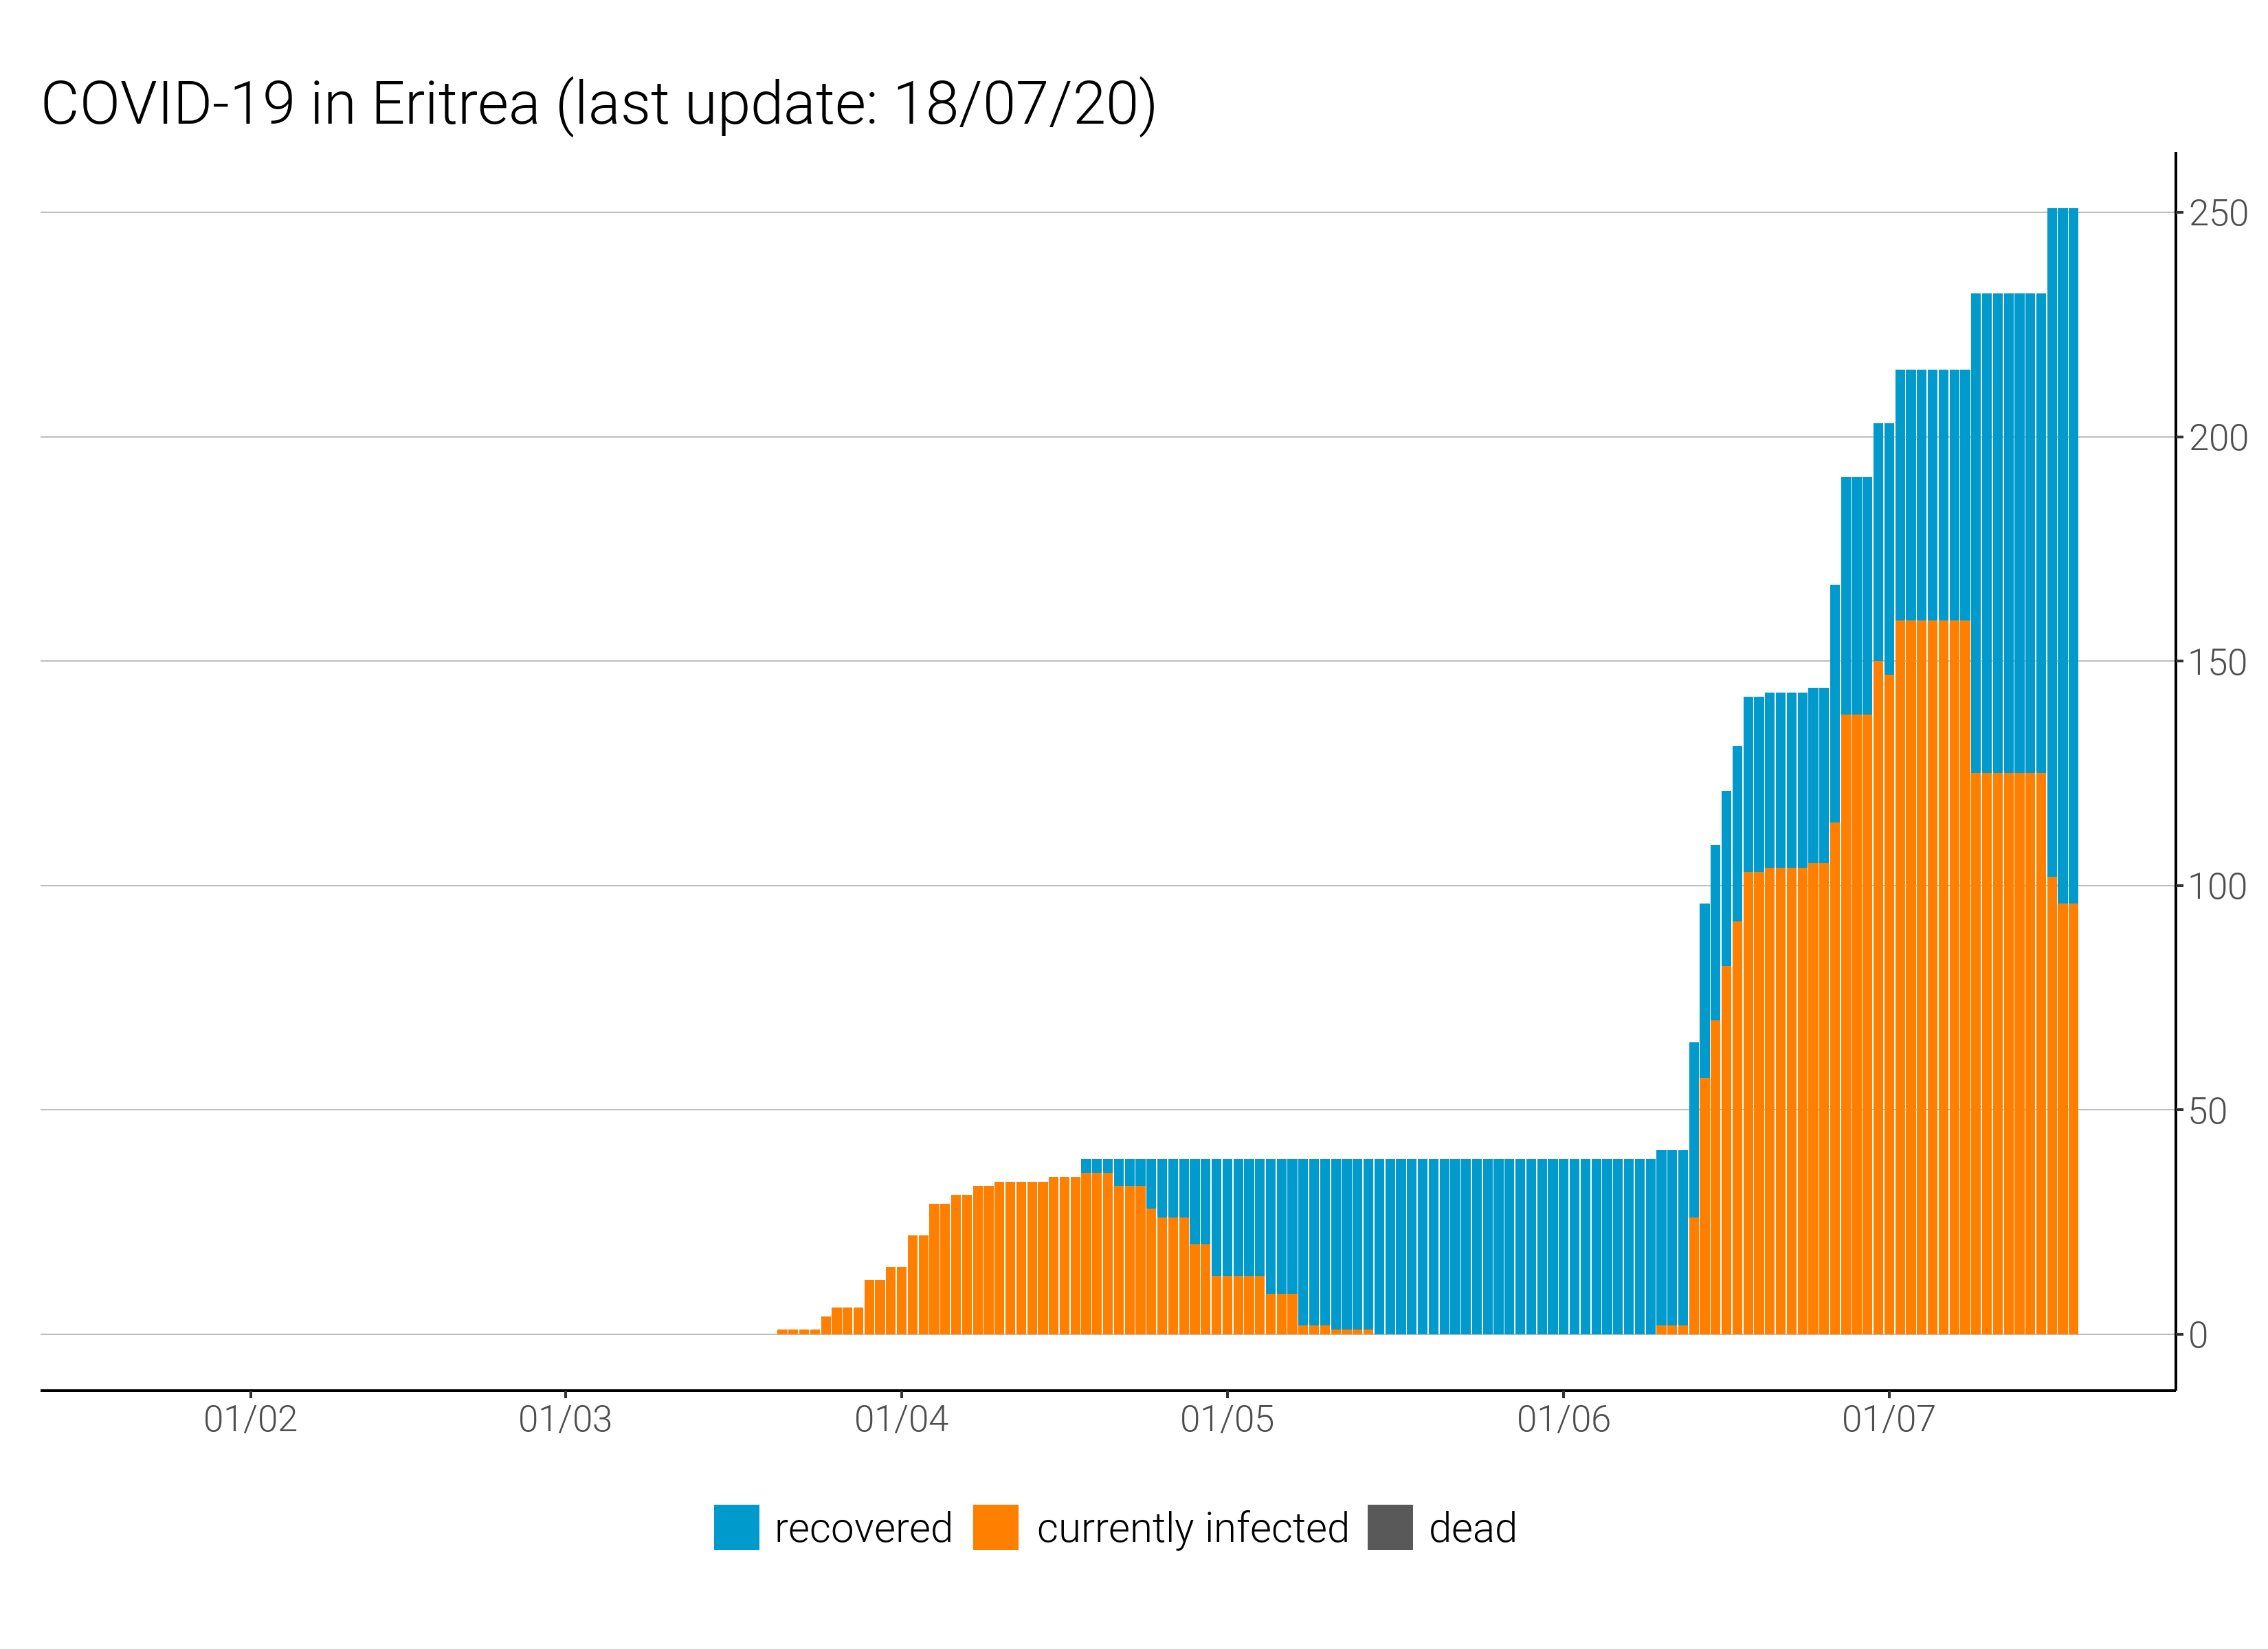 COVID-19 in Eritrea (last update: 18/07/20)
250
200
150
100
50
0
01/02 01/03 01/04 01/05 01/06 01/07
recovered currently infected dead